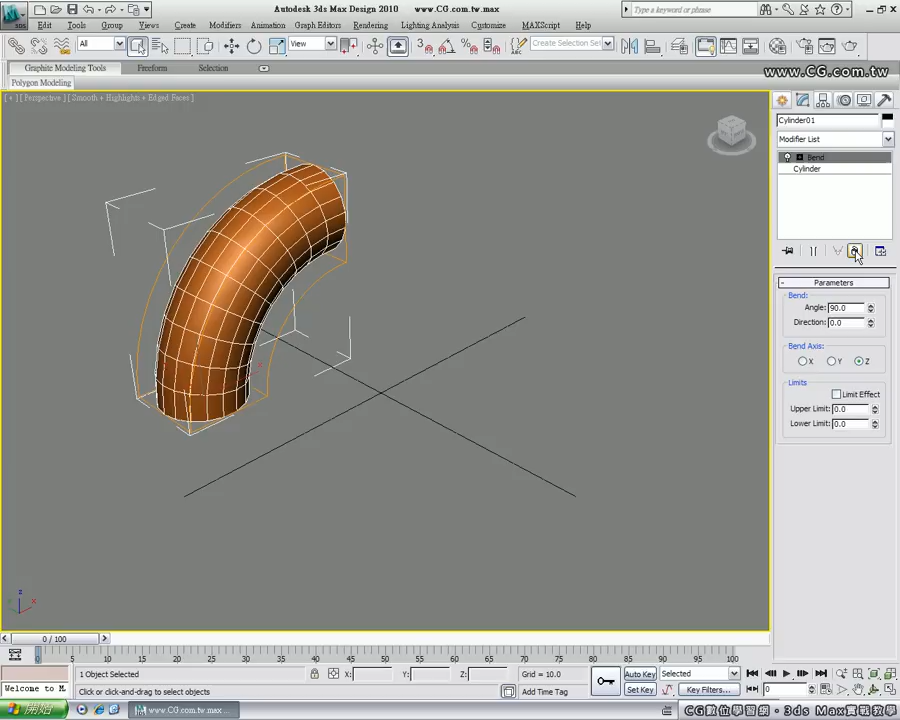 Autodesk 3ds Max Design 2010 www.CG.com.tw.max
Type a keyword or phrase
Edit Tools Group Views Create Modifiers Animation Graph Editors Rendering Lighting Analysis Customize MAXScript Help
All View Create Selection Set
Graphite Modeling Tools Freeform Selection
www.CG.com.tw
Polygon Modeling
[ + ] [ Perspective ] [ Smooth + Highlights + Edged Faces ]
Cylinder01
Modifier List
Bend
Cylinder
Parameters
Bend:
Angle: 90.0
Direction: 0.0
Bend Axis:
X Y Z
Limits
Limit Effect
Upper Limit: 0.0
Lower Limit: 0.0
z
x
0 / 100
0 5 10 15 20 25 30 35 40 45 50 55 60 65 70 75 80 85 90 95 100
1 Object Selected X: Y: Z: Grid = 10.0 Auto Key Selected
Welcome to M Click or click-and-drag to select objects Add Time Tag Set Key Key Filters... 0
開始 www.CG.com.tw.max ... CG數位學習網 · 3ds Max實戰教學